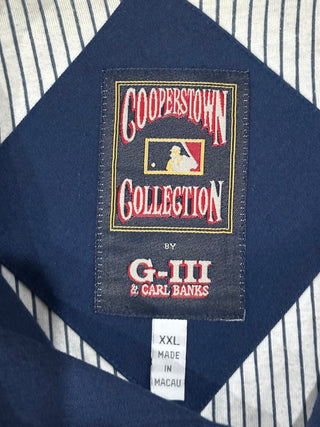 COOPERSTOWN
COLLECTION
BY
G-III
& CARL BANKS
XXL
MADE IN
MACAU